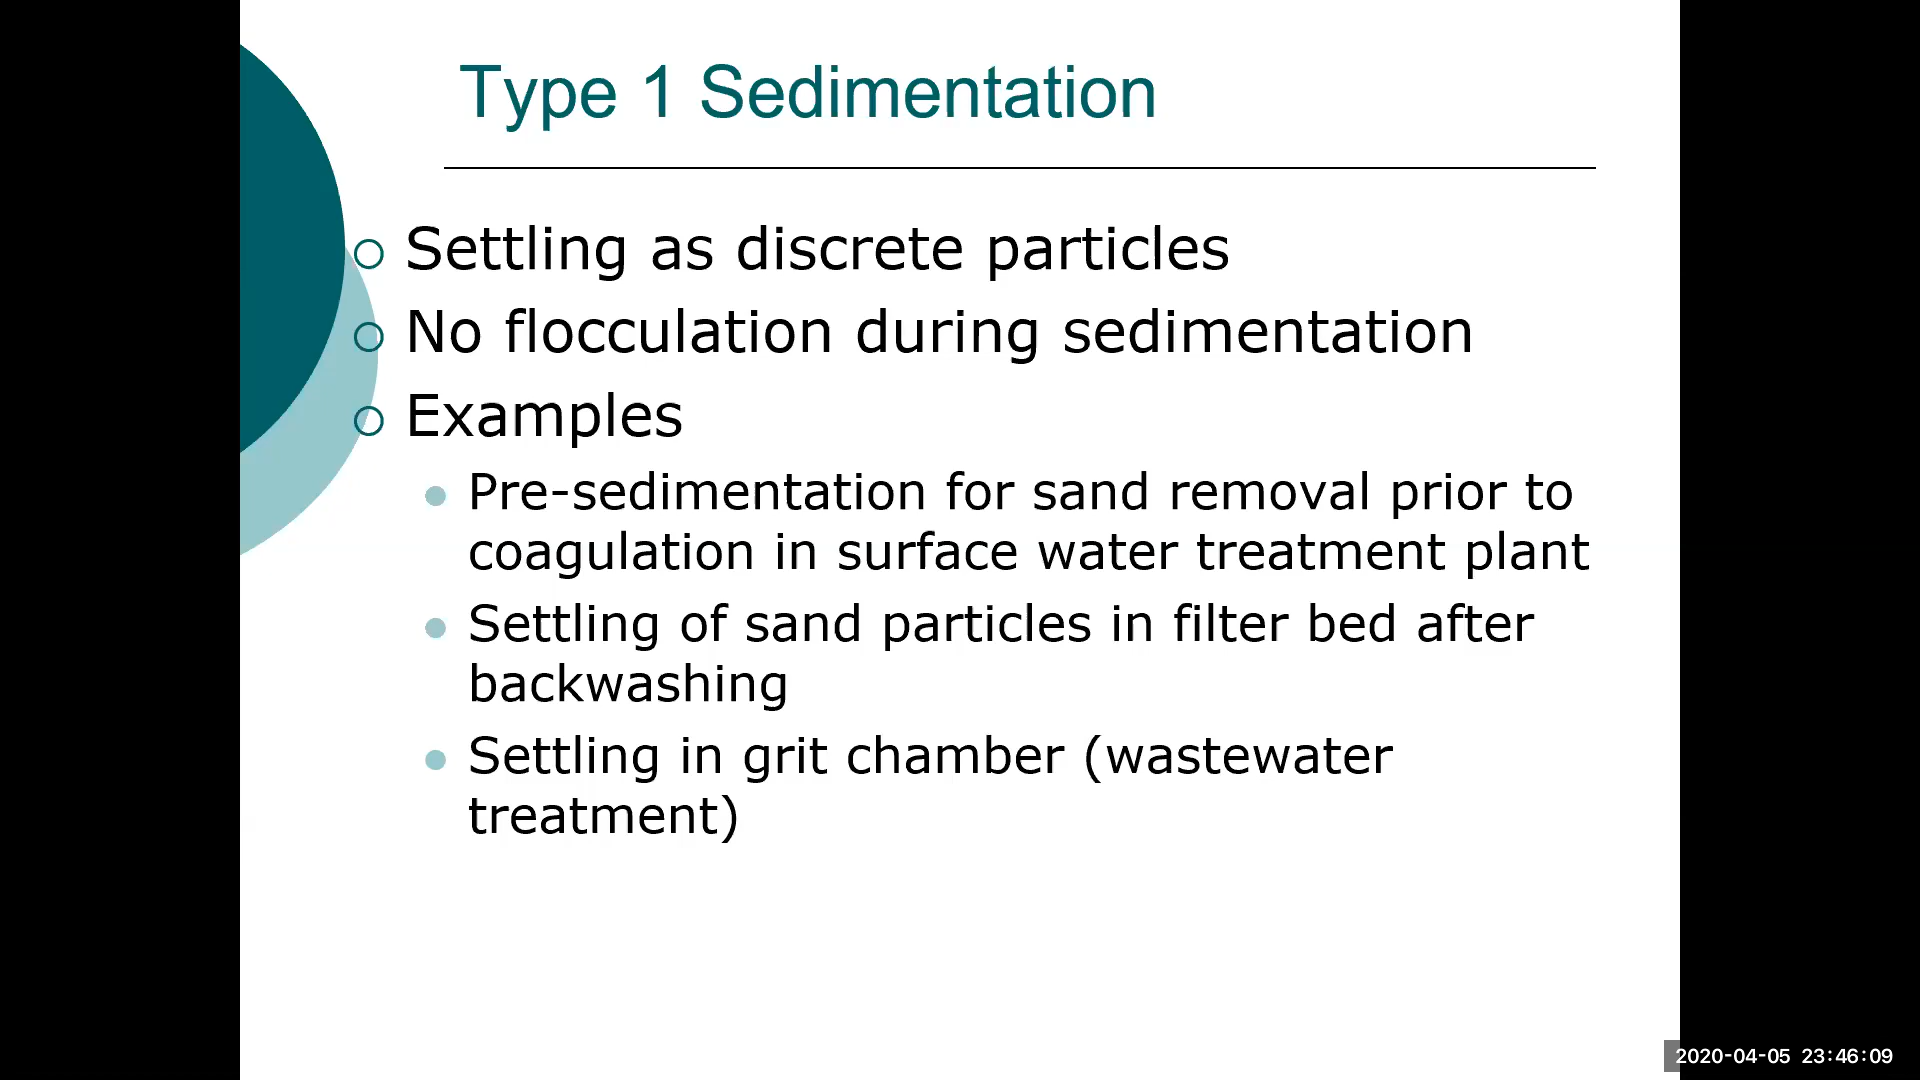 Type 1 Sedimentation
Settling as discrete particles
No flocculation during sedimentation
Examples
Pre-sedimentation for sand removal prior to
coagulation in surface water treatment plant
Settling of sand particles in filter bed after
backwashing
Settling in grit chamber (wastewater
treatment)
2020-04-05 23:46:09